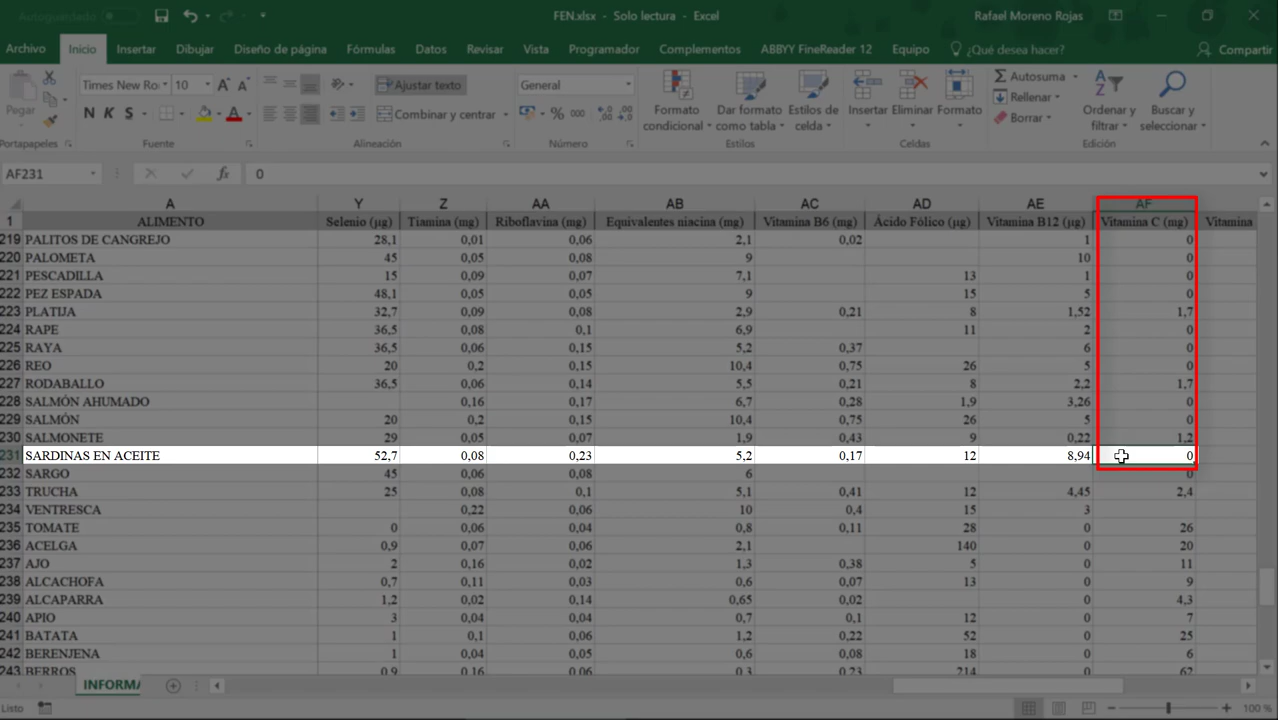 Autoguardado
FEN.xlsx - Solo lectura - Excel
Rafael Moreno Rojas
Archivo Inicio Insertar Dibujar Diseño de página Fórmulas Datos Revisar Vista Programador Complementos ABBYY FineReader 12 Equipo ¿Qué desea hacer? Compartir
Times New Ro 10 Ajustar texto General Σ Autosuma
Pegar Rellenar
N K S Combinar y centrar % 000 Borrar
Formato condicional
Dar formato como tabla
Estilos de celda
Insertar Eliminar Formato
Ordenar y filtrar
Buscar y seleccionar
Portapapeles Fuente Alineación Número Estilos Celdas Edición
AF231 fx 0
A Y Z AA AB AC AD AE AF
1 ALIMENTO Selenio (µg) Tiamina (mg) Riboflavina (mg) Equivalentes niacina (mg) Vitamina B6 (mg) Ácido Fólico (µg) Vitamina B12 (µg) Vitamina C (mg) Vitamina
219 PALITOS DE CANGREJO 28,1 0,01 0,06 2,1 0,02 1 0
220 PALOMETA 45 0,05 0,08 9 10 0
221 PESCADILLA 15 0,09 0,07 7,1 13 1 0
222 PEZ ESPADA 48,1 0,05 0,05 9 15 5 0
223 PLATIJA 32,7 0,09 0,08 2,9 0,21 8 1,52 1,7
224 RAPE 36,5 0,08 0,1 6,9 11 2 0
225 RAYA 36,5 0,06 0,15 5,2 0,37 6 0
226 REO 20 0,2 0,15 10,4 0,75 26 5 0
227 RODABALLO 36,5 0,06 0,14 5,5 0,21 8 2,2 1,7
228 SALMÓN AHUMADO 0,16 0,17 6,7 0,28 1,9 3,26 0
229 SALMÓN 20 0,2 0,15 10,4 0,75 26 5 0
230 SALMONETE 29 0,05 0,07 1,9 0,43 9 0,22 1,2
231 SARDINAS EN ACEITE 52,7 0,08 0,23 5,2 0,17 12 8,94 0
232 SARGO 45 0,06 0,08 6 0
233 TRUCHA 25 0,08 0,1 5,1 0,41 12 4,45 2,4
234 VENTRESCA 0,22 0,06 10 0,4 15 3
235 TOMATE 0 0,06 0,04 0,8 0,11 28 0 26
236 ACELGA 0,9 0,07 0,06 2,1 140 0 20
237 AJO 2 0,16 0,02 1,3 0,38 5 0 11
238 ALCACHOFA 0,7 0,11 0,03 0,6 0,07 13 0 9
239 ALCAPARRA 1,2 0,02 0,14 0,65 0,02 0 4,3
240 APIO 3 0,04 0,04 0,7 0,1 12 0 7
241 BATATA 1 0,1 0,06 1,2 0,22 52 0 25
242 BERENJENA 1 0,04 0,05 0,6 0,08 18 0 6
243 BERROS 0,9 0,16 0,06 0,3 0,23 214 0 62
INFORMA
Listo 100 %